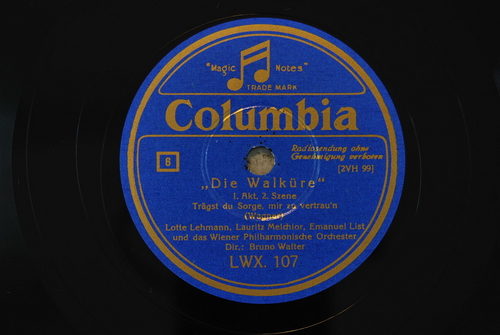 "Magic Notes"
TRADE MARK
Columbia
Radiosendung ohne
Genehmigung verboten
6
[2VH 99]
„Die Walküre"
1. Akt, 2. Szene
Trägst du Sorge, mir zu vertrau'n
(Wagner)
Lotte Lehmann, Lauritz Melchior, Emanuel List
und das Wiener Philharmonische Orchester
Dir.: Bruno Walter
LWX. 107